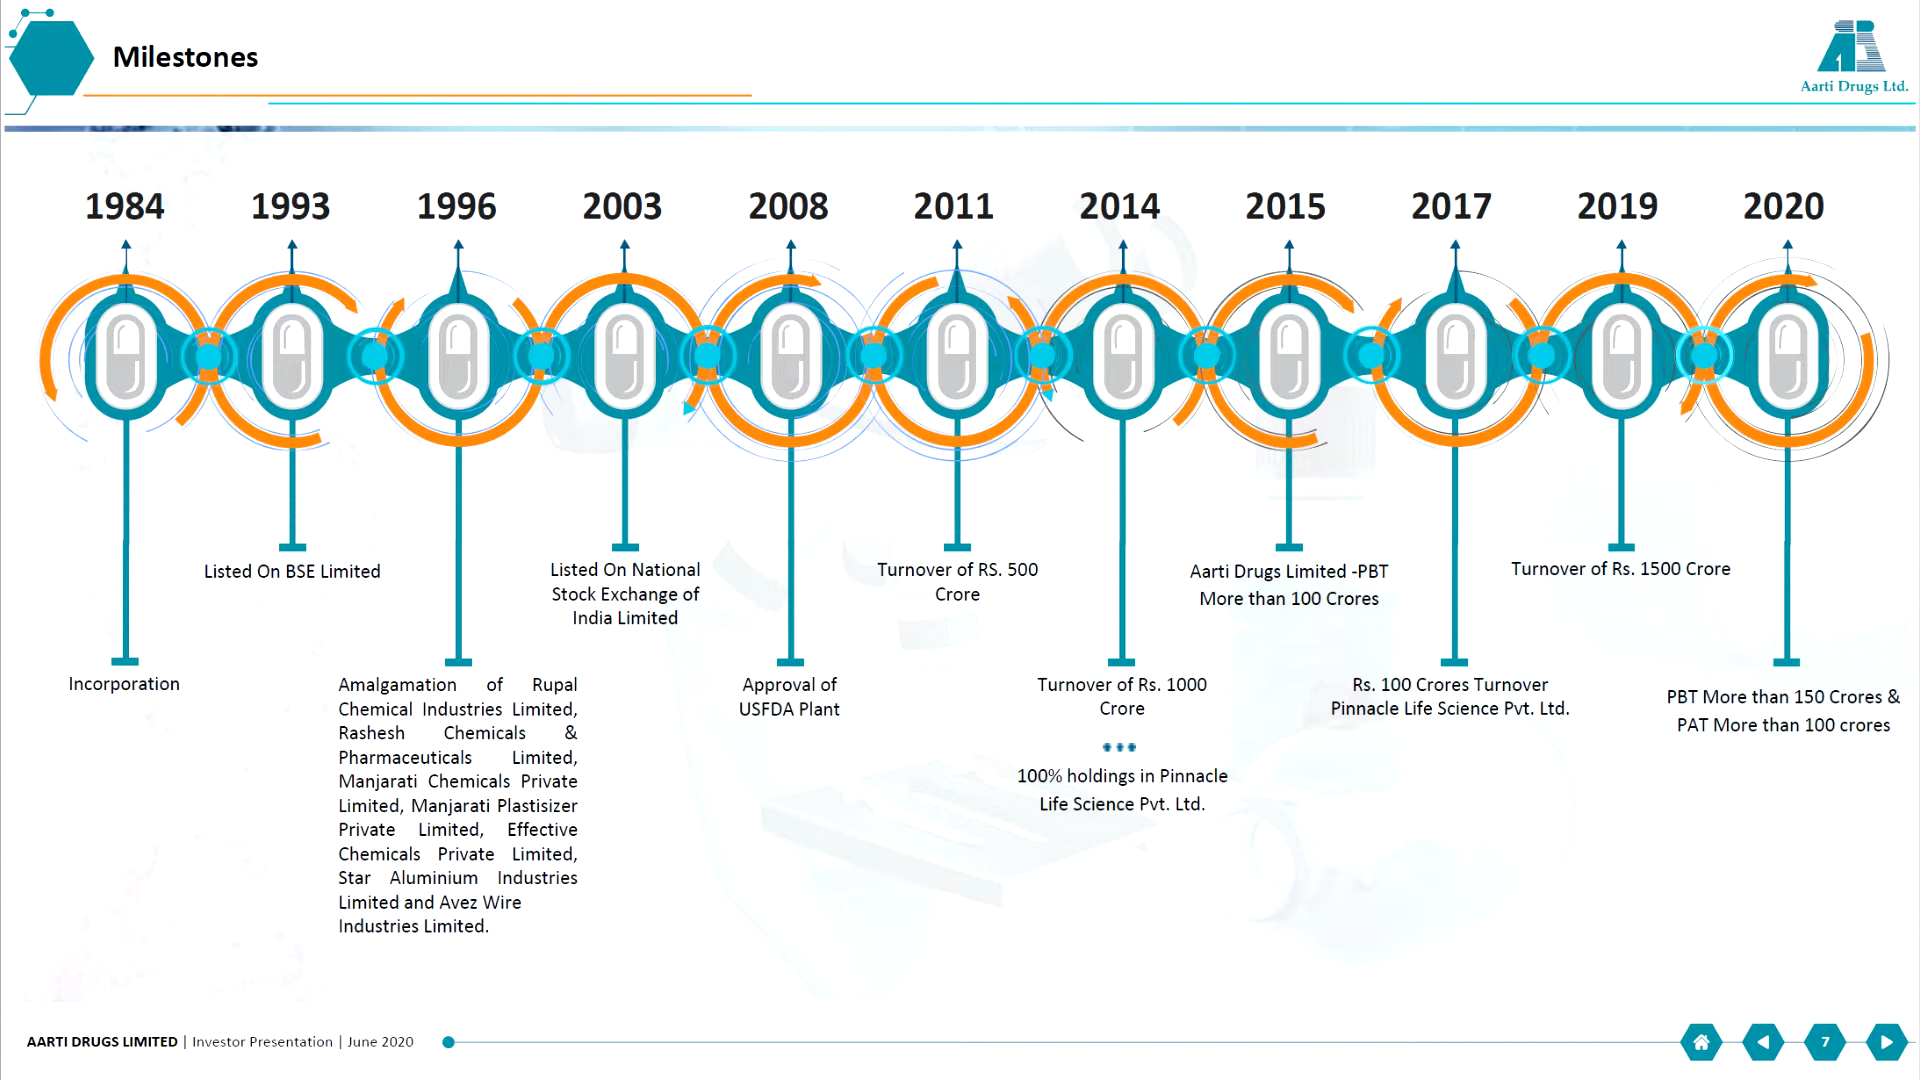 Milestones
Aarti Drugs Ltd.
1984
1993
1996
2003
2008
2011
2014
2015
2017
2019
2020
Incorporation
Listed On BSE Limited
Amalgamation of Rupal
Chemical Industries Limited,
Rashesh Chemicals &
Pharmaceuticals Limited,
Manjarati Chemicals Private
Limited, Manjarati Plastisizer
Private Limited, Effective
Chemicals Private Limited,
Star Aluminium Industries
Limited and Avez Wire
Industries Limited.
Listed On National
Stock Exchange of
India Limited
Approval of
USFDA Plant
Turnover of RS. 500
Crore
Turnover of Rs. 1000
Crore
100% holdings in Pinnacle
Life Science Pvt. Ltd.
Aarti Drugs Limited -PBT
More than 100 Crores
Rs. 100 Crores Turnover
Pinnacle Life Science Pvt. Ltd.
Turnover of Rs. 1500 Crore
PBT More than 150 Crores &
PAT More than 100 crores
AARTI DRUGS LIMITED | Investor Presentation | June 2020
7